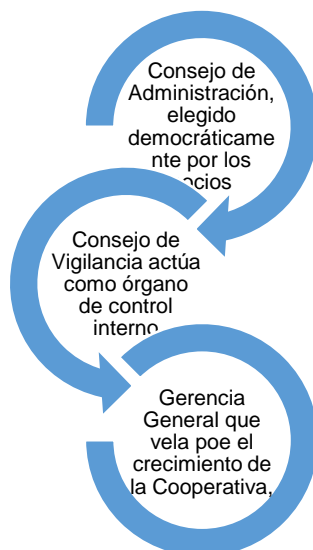 Consejo de
Administración,
elegido
democráticame
nte por los
socios
Consejo de
Vigilancia actúa
como órgano
de control
interno
Gerencia
General que
vela poe el
crecimiento de
la Cooperativa,